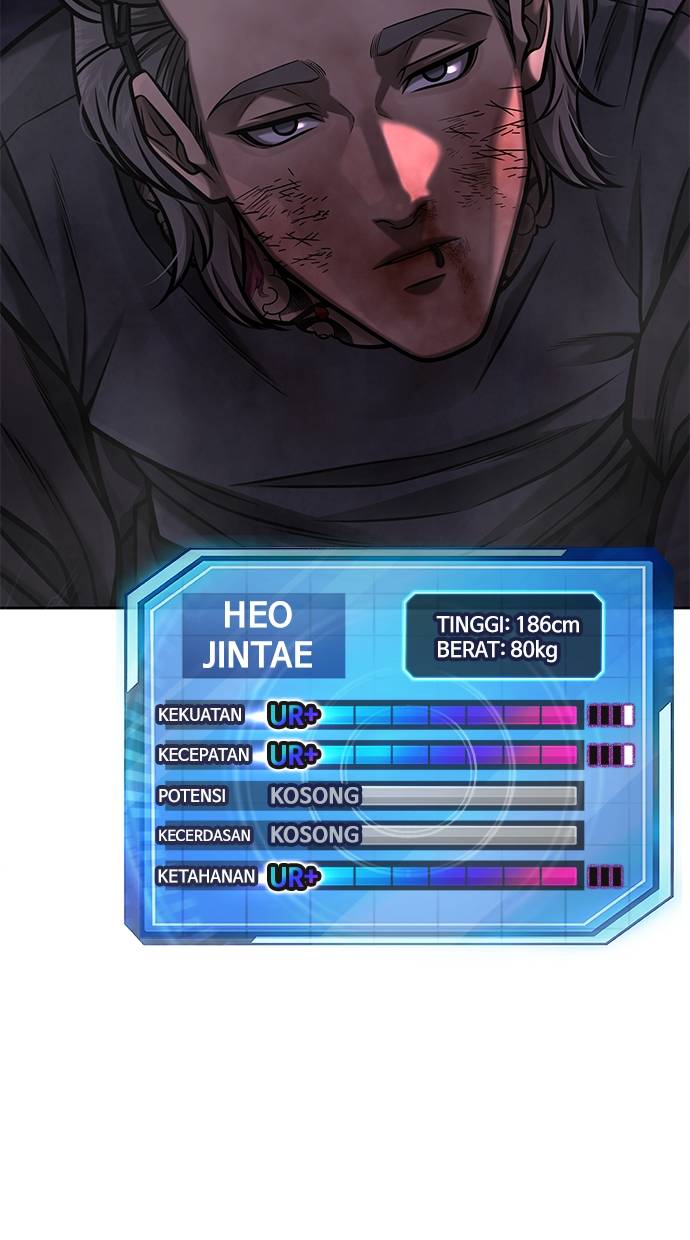 HEO
JINTAE
TINGGI: 186cm
BERAT: 80kg
KEKUATAN UR+
KECEPATAN UR+
POTENSI KOSONG
KECERDASAN KOSONG
KETAHANAN UR+